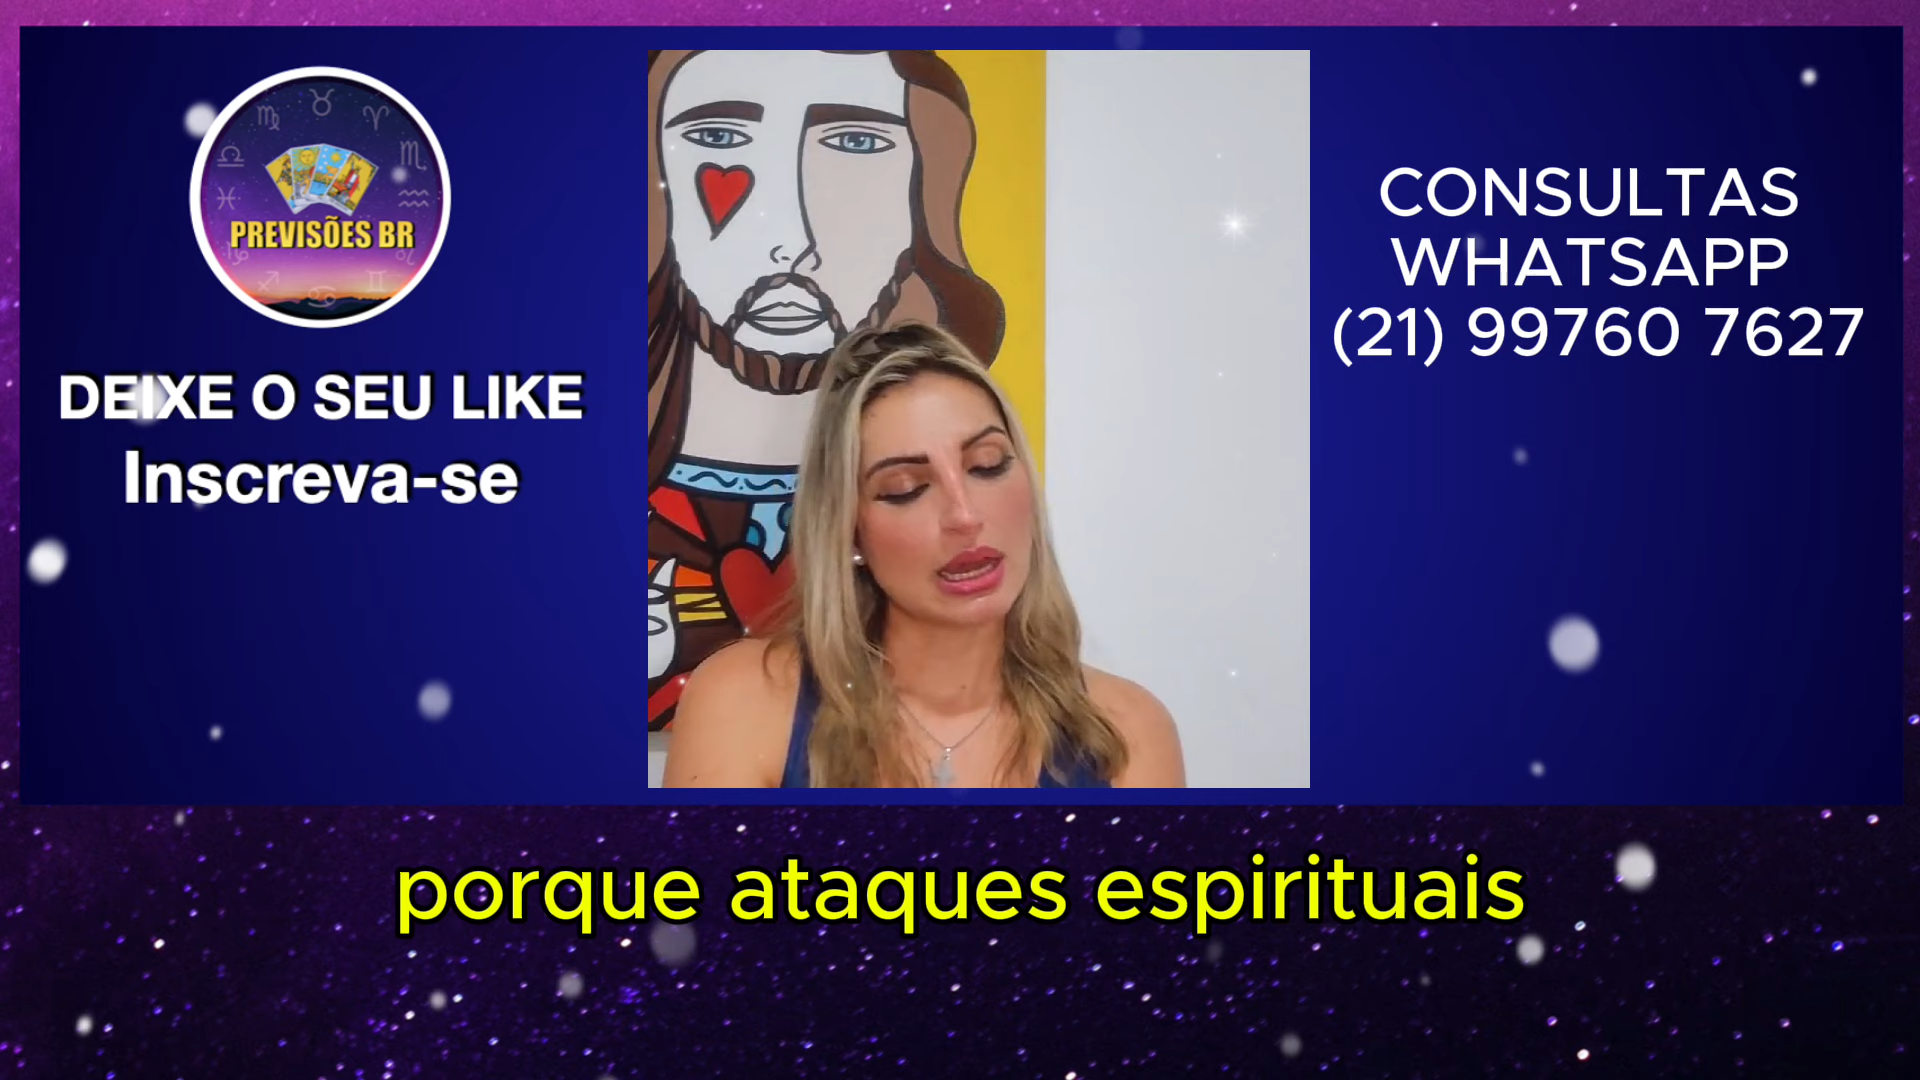 PREVISÕES BR
DEIXE O SEU LIKE
Inscreva-se
CONSULTAS
WHATSAPP
(21) 99760 7627
porque ataques espirituais